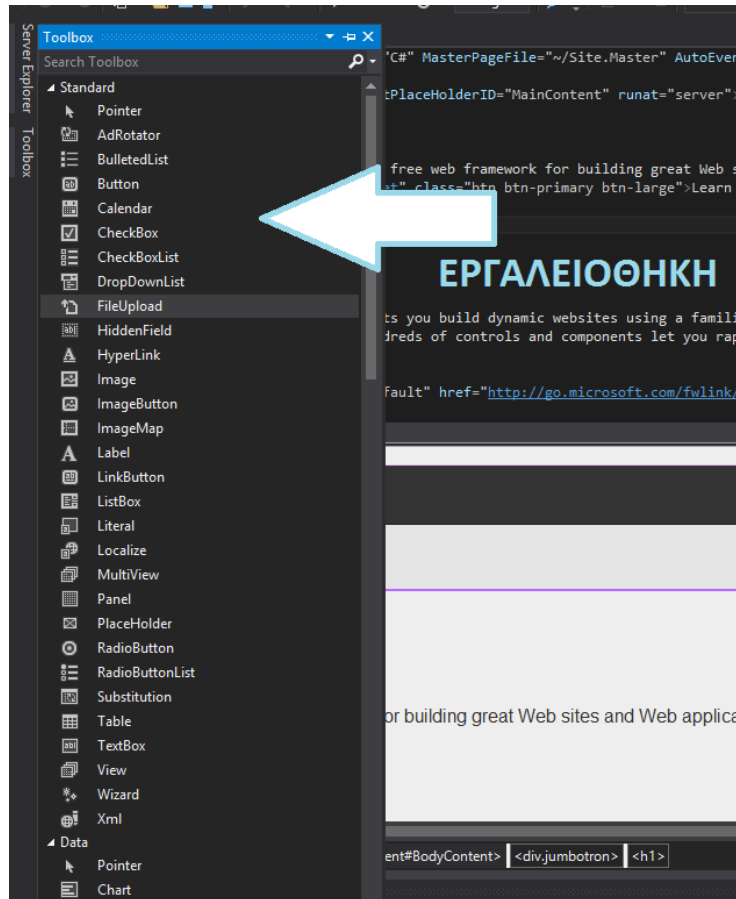 Server Explorer
Toolbox
Toolbox
Search Toolbox
Standard
Pointer
AdRotator
BulletedList
Button
Calendar
CheckBox
CheckBoxList
DropDownList
FileUpload
HiddenField
HyperLink
Image
ImageButton
ImageMap
Label
LinkButton
ListBox
Literal
Localize
MultiView
Panel
PlaceHolder
RadioButton
RadioButtonList
Substitution
Table
TextBox
View
Wizard
Xml
Data
Pointer
Chart
"C#" MasterPageFile="~/Site.Master" AutoEver
tPlaceHolderID="MainContent" runat="server">
free web framework for building great Web s
et" class="btn btn-primary btn-large">Learn
ΕΡΓΑΛΕΙΟΘΗΚΗ
ts you build dynamic websites using a famili
dreds of controls and components let you rap
fault" href="http://go.microsoft.com/fwlink/
or building great Web sites and Web applica
ent#BodyContent> <div.jumbotron> <h1>